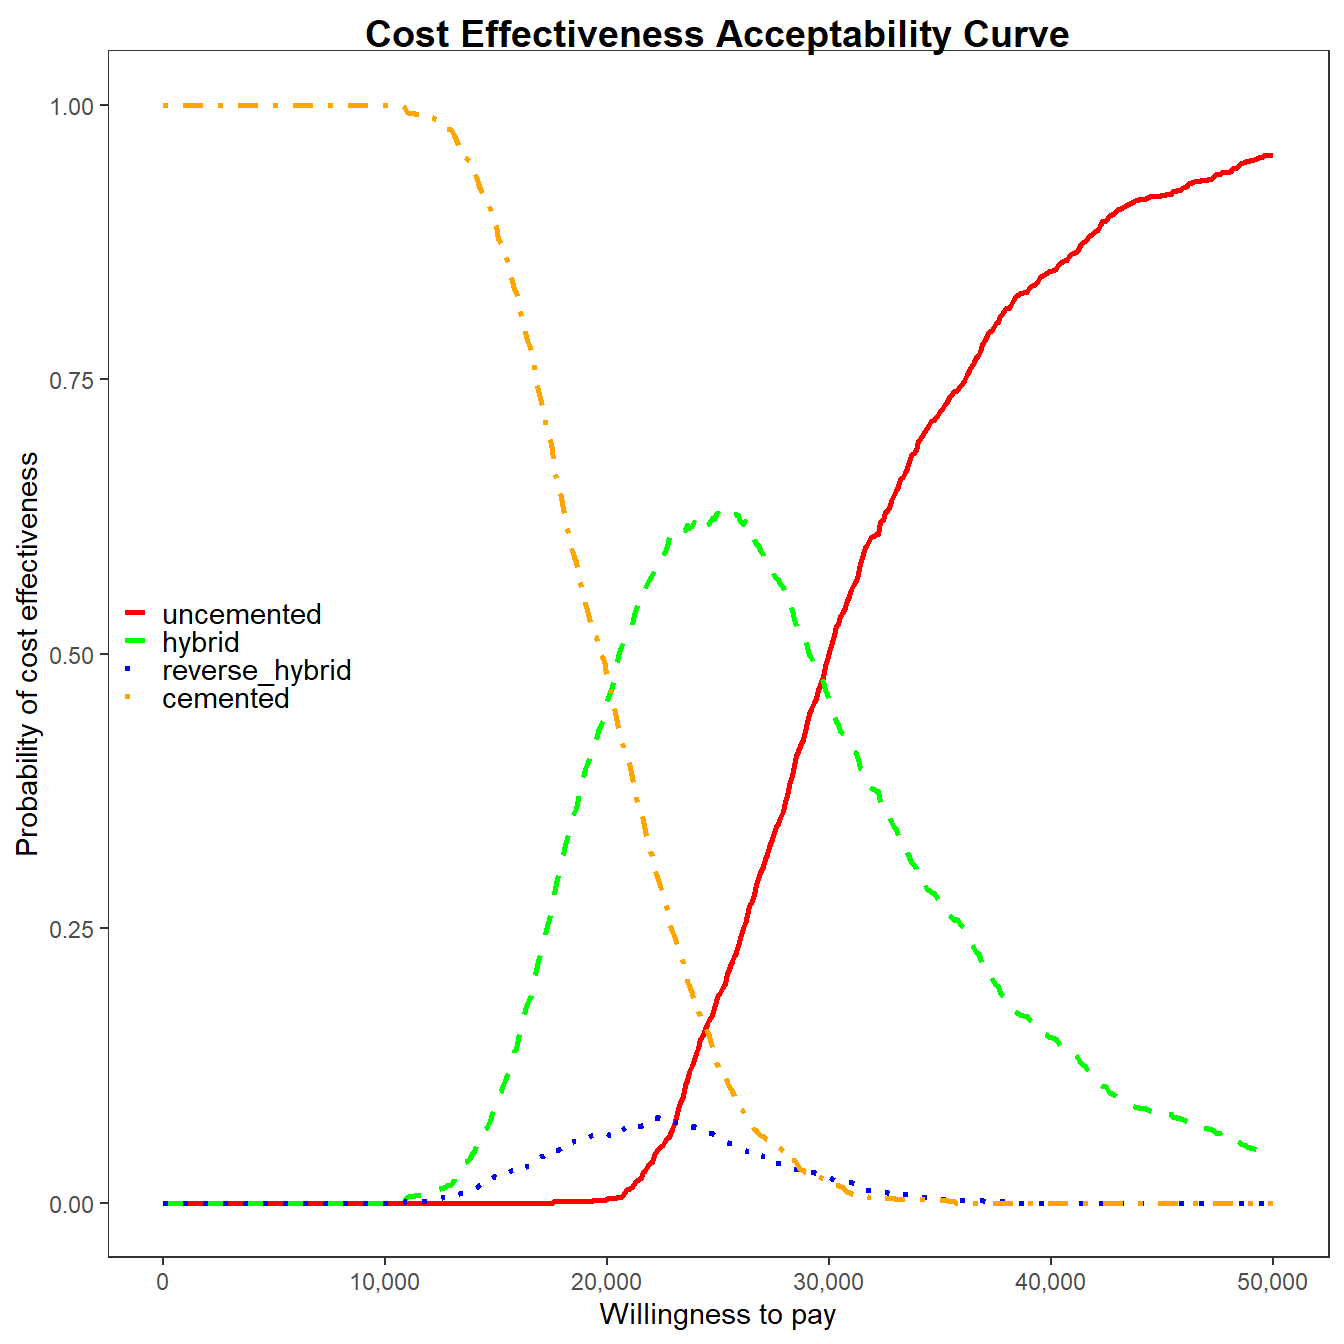 Cost Effectiveness Acceptability Curve
Probability of cost effectiveness
1.00
0.75
0.50
0.25
0.00
uncemented
hybrid
reverse_hybrid
cemented
0 10,000 20,000 30,000 40,000 50,000
Willingness to pay